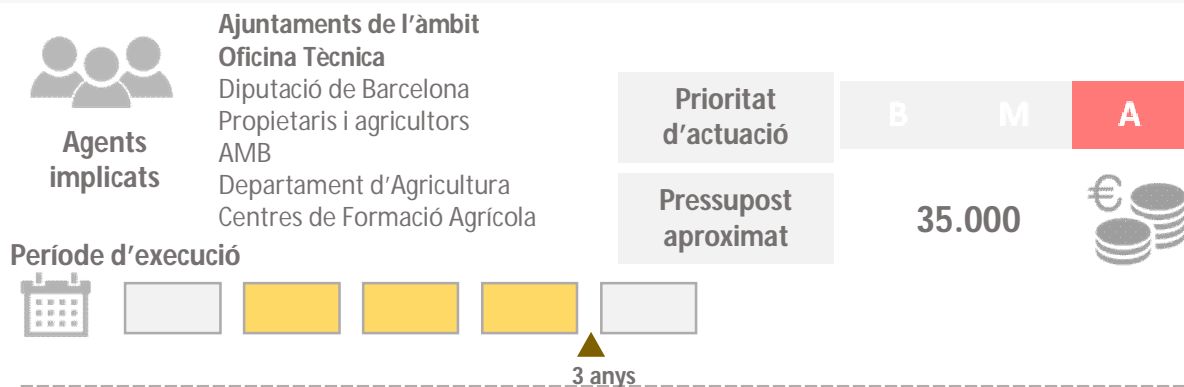 Ajuntaments de l'àmbit
Oficina Tècnica
Diputació de Barcelona
Propietaris i agricultors
AMB
Departament d'Agricultura
Centres de Formació Agrícola
Agents
implicats
Prioritat
d'actuació
B M A
Pressupost
aproximat
35.000
€
Període d'execució
3 anys